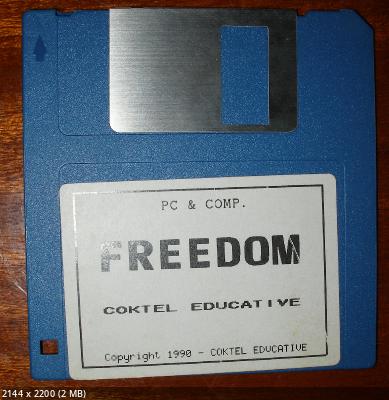 PC & COMP.
FREEDOM
COKTEL EDUCATIVE
Copyright 1990 - COKTEL EDUCATIVE
2144 x 2200 (2 MB)